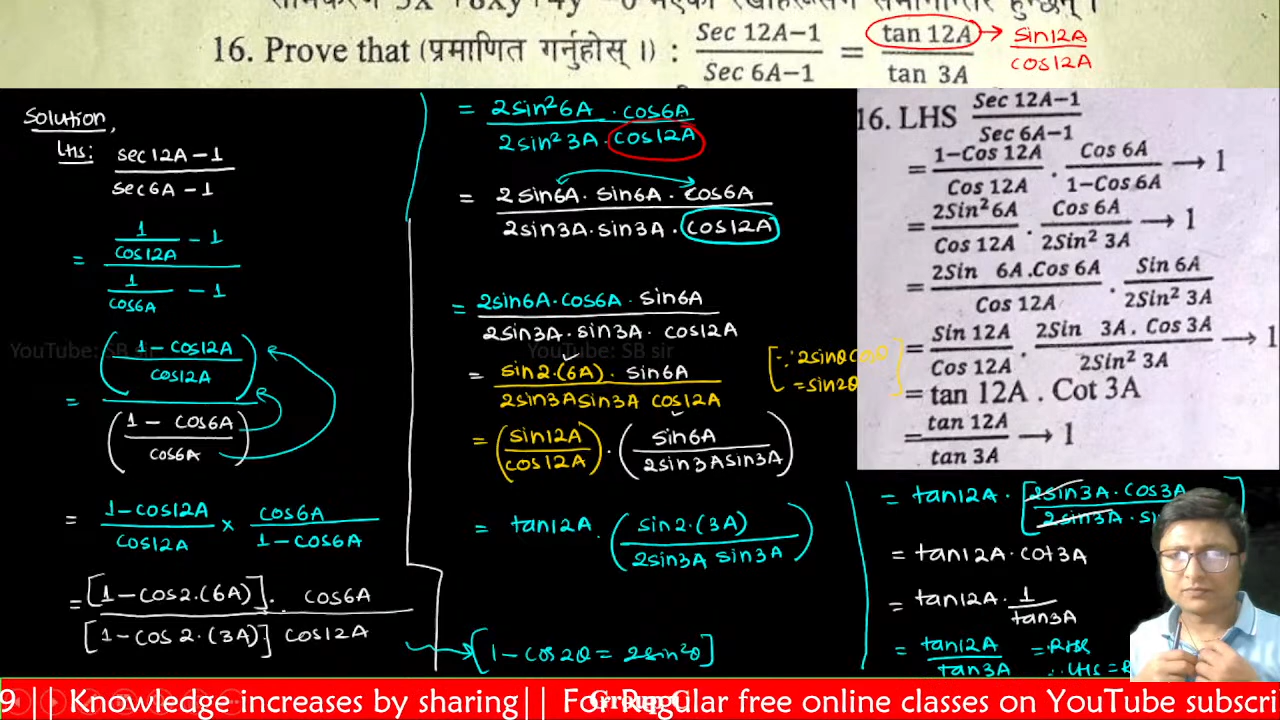 16. Prove that (प्रमाणित गर्नुहोस् ।) : Sec 12A−1 / Sec 6A−1 = tan 12A / tan 3A → sin12A / cos12A
Solution,
Lhs: sec12A − 1 / sec6A − 1
= 1/cos12A − 1 / 1/cos6A − 1
= (1 − cos12A / cos12A) / (1 − cos6A / cos6A)
= 1−cos12A / cos12A × cos6A / 1−cos6A
= [1−cos2.(6A)]. cos6A / [1−cos2.(3A)] cos12A
[1−cos2θ = 2sin²θ]
= 2sin²6A . cos6A / 2sin²3A . cos12A
= 2sin6A. sin6A . cos6A / 2sin3A.sin3A . cos12A
= 2sin6A.cos6A . sin6A / 2sin3A.sin3A . cos12A
= sin2.(6A) . sin6A / 2sin3Asin3A cos12A
[∵ 2sinθcosθ
= sin2θ ]
= (sin12A / cos12A) . (sin6A / 2sin3Asin3A)
= tan12A. (sin2.(3A) / 2sin3A sin3A)
16. LHS Sec 12A−1 / Sec 6A−1
= 1−Cos 12A / Cos 12A . Cos 6A / 1−Cos 6A → 1
= 2Sin²6A / Cos 12A . Cos 6A / 2Sin² 3A → 1
= 2Sin 6A.Cos 6A / Cos 12A . Sin 6A / 2Sin² 3A
= Sin 12A / Cos 12A . 2Sin 3A. Cos 3A / 2Sin² 3A → 1
= tan 12A . Cot 3A
= tan 12A / tan 3A → 1
= tan12A . [2sin3A. cos3A / 2sin3A .
= tan12A. cot3A
= tan12A. 1 / tan3A
= tan12A / tan3A = RHS
∴ LHS = R
YouTube: SB sir
YouTube: SB sir
9 || Knowledge increases by sharing|| For Regular free online classes on YouTube subscri